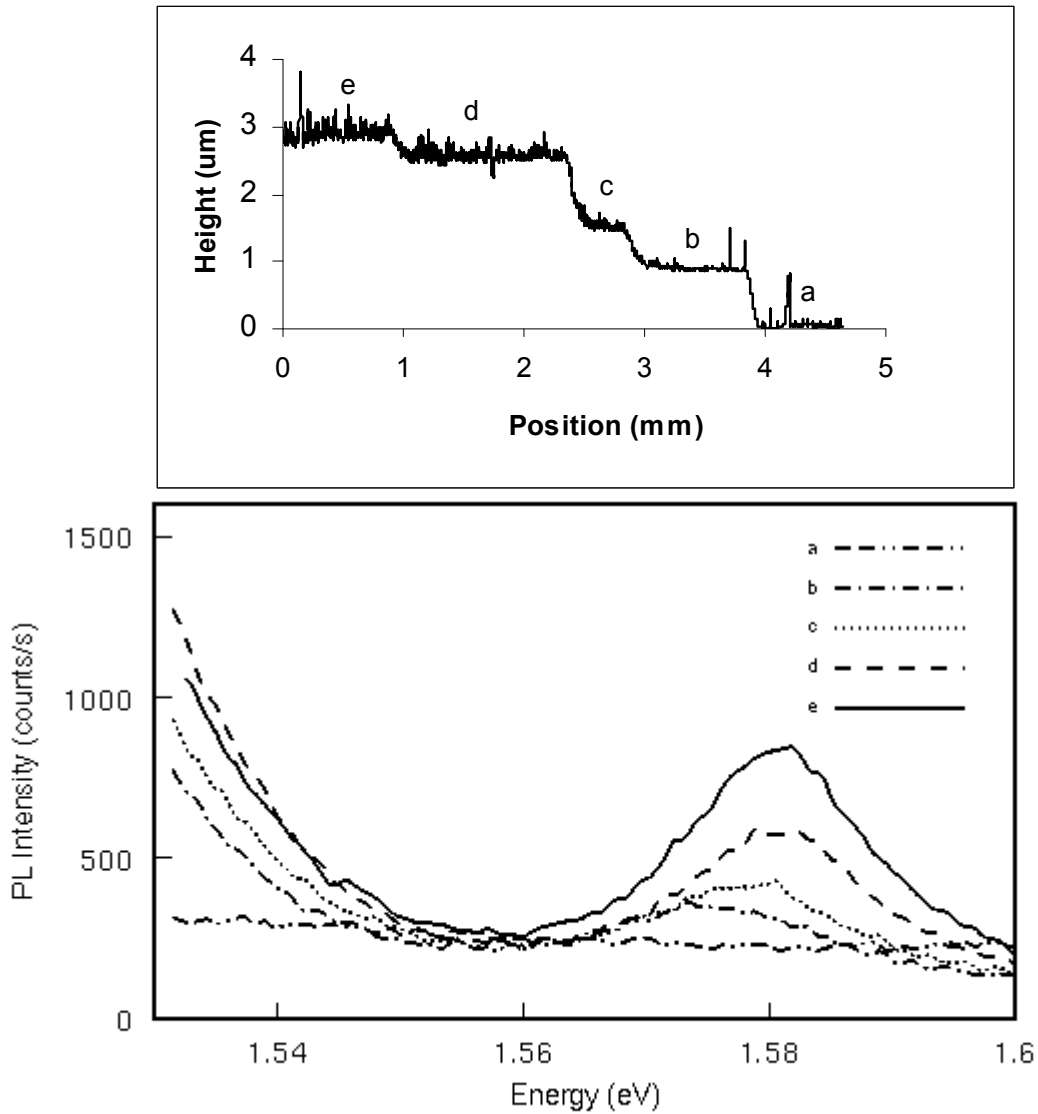 4
3
2
1
0
Height (um)
e
d
c
b
a
0 1 2 3 4 5
Position (mm)
1500
1000
500
0
PL Intensity (counts/s)
a
b
c
d
e
1.54 1.56 1.58 1.6
Energy (eV)